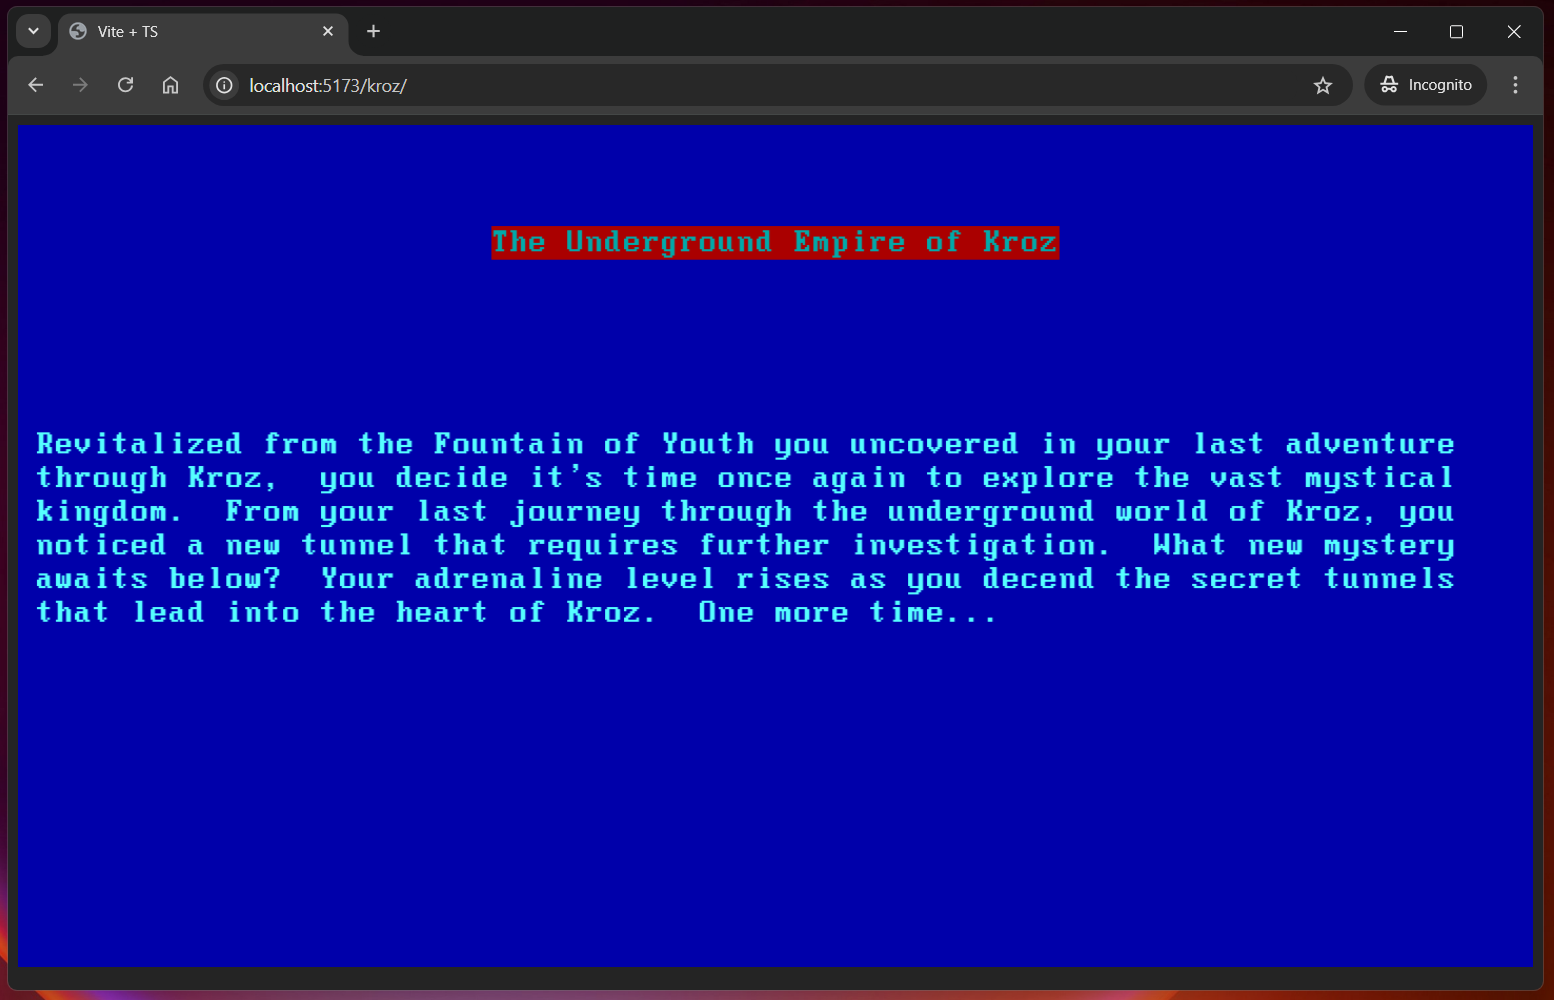 Vite + TS
localhost:5173/kroz/
Incognito
The Underground Empire of Kroz
Revitalized from the Fountain of Youth you uncovered in your last adventure
through Kroz,  you decide it's time once again to explore the vast mystical
kingdom.  From your last journey through the underground world of Kroz, you
noticed a new tunnel that requires further investigation.  What new mystery
awaits below?  Your adrenaline level rises as you decend the secret tunnels
that lead into the heart of Kroz.  One more time...